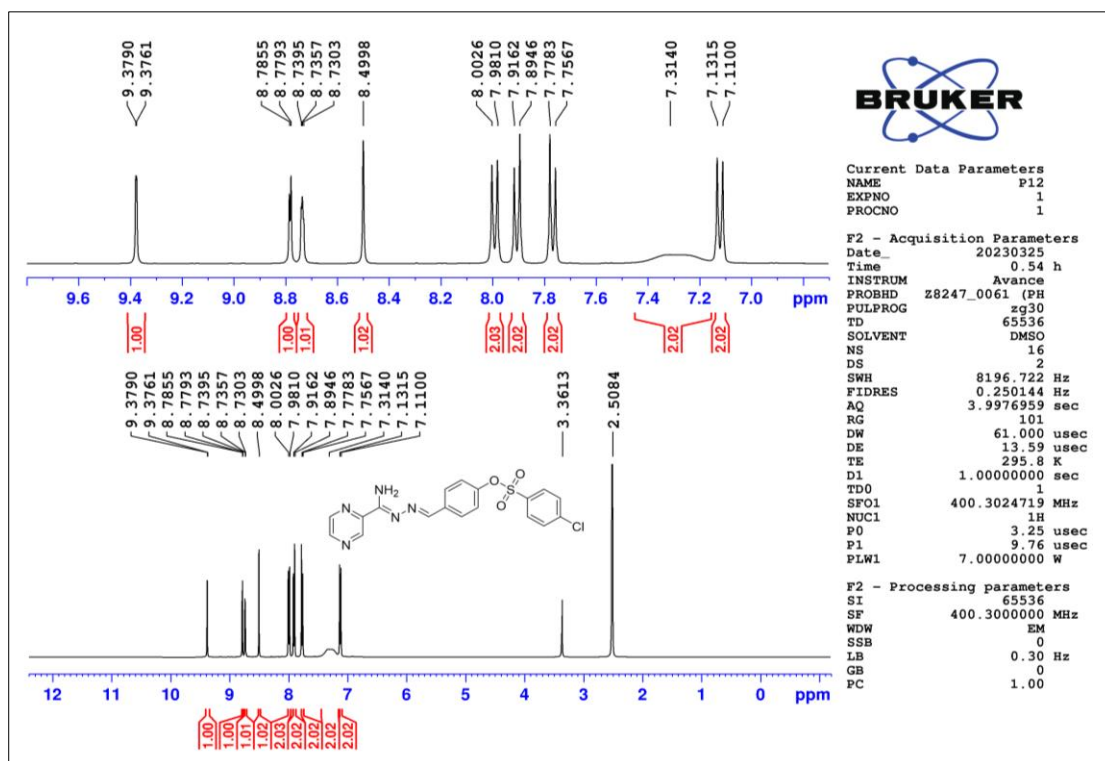 9.3790
9.3761
8.7855
8.7793
8.7395
8.7357
8.7303
8.4998
8.0026
7.9810
7.9162
7.8946
7.7783
7.7567
7.3140
7.1315
7.1100
9.6 9.4 9.2 9.0 8.8 8.6 8.4 8.2 8.0 7.8 7.6 7.4 7.2 7.0 ppm
1.00
1.00
1.01
1.02
2.03
2.02
2.02
2.02
2.02
9.3790
9.3761
8.7855
8.7793
8.7395
8.7357
8.7303
8.4998
8.0026
7.9810
7.9162
7.8946
7.7783
7.7567
7.3140
7.1315
7.1100
3.3613
2.5084
NH2
N
N
N
N
O
O
S
O
Cl
12 11 10 9 8 7 6 5 4 3 2 1 0 ppm
1.00
1.00
1.01
1.02
2.03
2.02
2.02
2.02
2.02
BRUKER
Current Data Parameters
NAME P12
EXPNO 1
PROCNO 1
F2 - Acquisition Parameters
Date_ 20230325
Time 0.54 h
INSTRUM Avance
PROBHD Z8247_0061 (PH
PULPROG zg30
TD 65536
SOLVENT DMSO
NS 16
DS 2
SWH 8196.722 Hz
FIDRES 0.250144 Hz
AQ 3.9976959 sec
RG 101
DW 61.000 usec
DE 13.59 usec
TE 295.8 K
D1 1.00000000 sec
TD0 1
SFO1 400.3024719 MHz
NUC1 1H
P0 3.25 usec
P1 9.76 usec
PLW1 7.00000000 W
F2 - Processing parameters
SI 65536
SF 400.3000000 MHz
WDW EM
SSB 0
LB 0.30 Hz
GB 0
PC 1.00